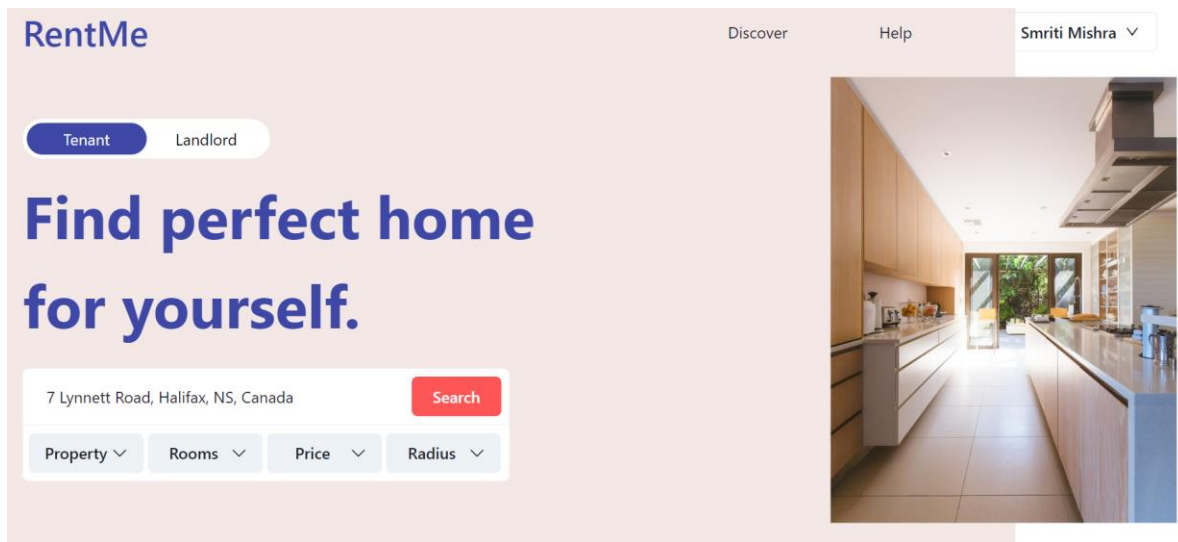 RentMe
Discover
Help
Smriti Mishra
Tenant
Landlord
Find perfect home
for yourself.
7 Lynnett Road, Halifax, NS, Canada
Search
Property
Rooms
Price
Radius